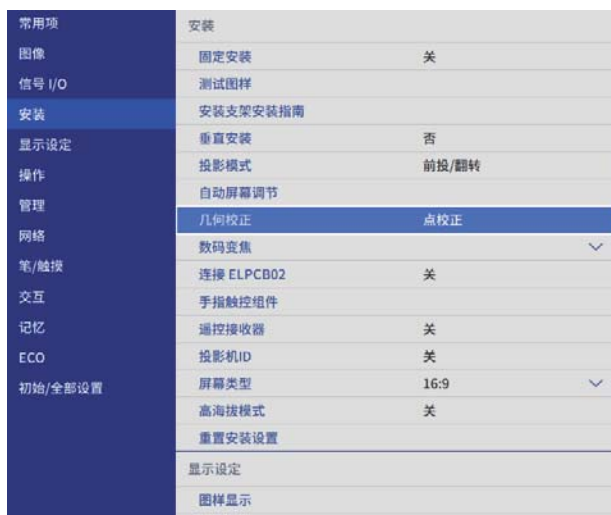 常用项
图像
信号 I/O
安装
显示设定
操作
管理
网络
笔/触摸
交互
记忆
ECO
初始/全部设置
安装
固定安装 关
测试图样
安装支架安装指南
垂直安装 否
投影模式 前投/翻转
自动屏幕调节
几何校正 点校正
数码变焦
连接 ELPCB02 关
手指触控组件
遥控接收器 关
投影机ID 关
屏幕类型 16:9
高海拔模式 关
重置安装设置
显示设定
图样显示